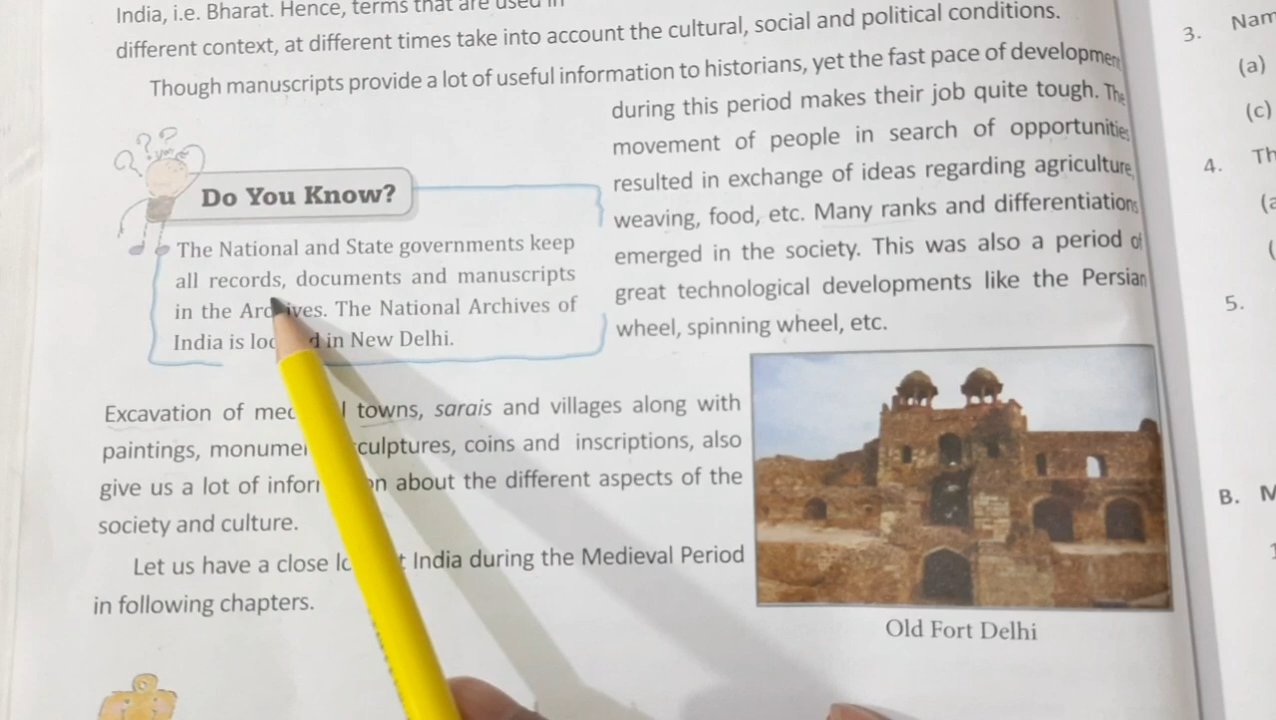 India, i.e. Bharat. Hence, terms that are used in
different context, at different times take into account the cultural, social and political conditions.
Though manuscripts provide a lot of useful information to historians, yet the fast pace of developmen
during this period makes their job quite tough. The
movement of people in search of opportunities
resulted in exchange of ideas regarding agriculture,
weaving, food, etc. Many ranks and differentiations
emerged in the society. This was also a period of
great technological developments like the Persian
wheel, spinning wheel, etc.
Do You Know?
The National and State governments keep
all records, documents and manuscripts
in the Archives. The National Archives of
India is loc d in New Delhi.
Excavation of med l towns, sarais and villages along with
paintings, monumen culptures, coins and inscriptions, also
give us a lot of infor on about the different aspects of the
society and culture.
Let us have a close lo t India during the Medieval Period
in following chapters.
Old Fort Delhi
3. Nam
(a)
(c)
4. Th
(a
(
5.
B. M
1